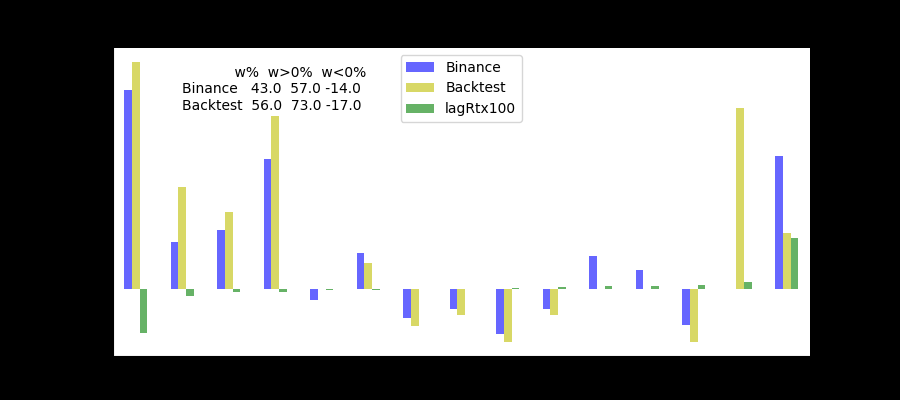 w% w>0% w<0%
Binance 43.0 57.0 -14.0
Backtest 56.0 73.0 -17.0
Binance
Backtest
lagRtx100